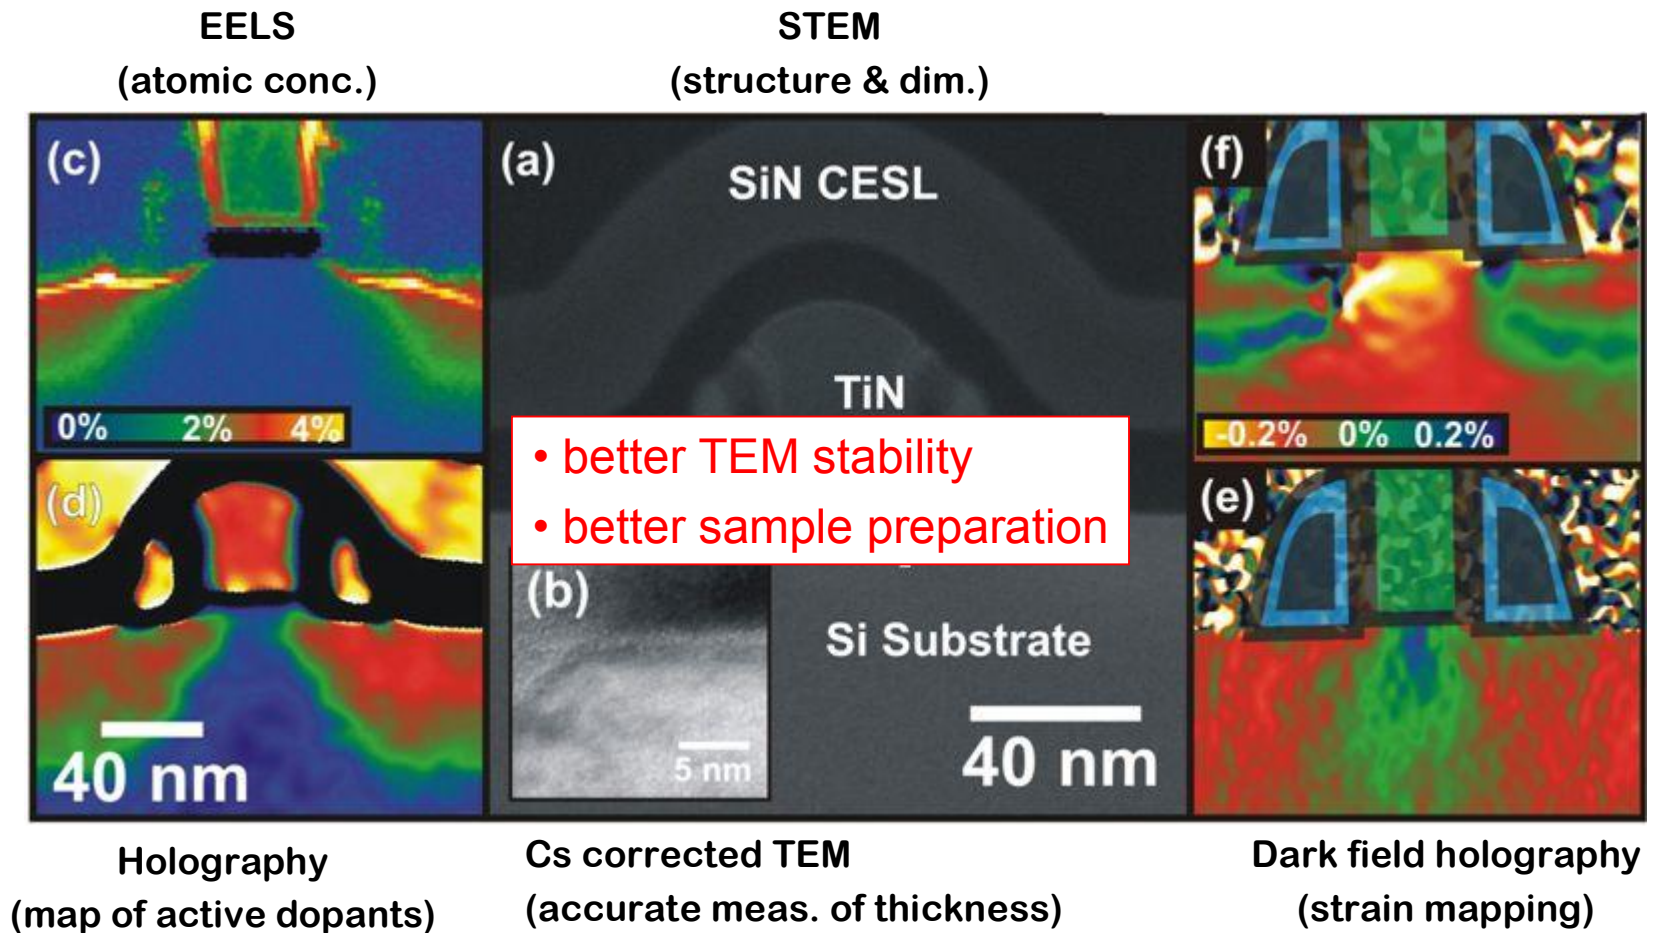 EELS
(atomic conc.)
STEM
(structure & dim.)
(c)
0% 2% 4%
(a)
SiN CESL
TiN
(f)
-0.2% 0% 0.2%
• better TEM stability
• better sample preparation
(d)
40 nm
(b)
5 nm
Si Substrate
40 nm
(e)
Holography
(map of active dopants)
Cs corrected TEM
(accurate meas. of thickness)
Dark field holography
(strain mapping)